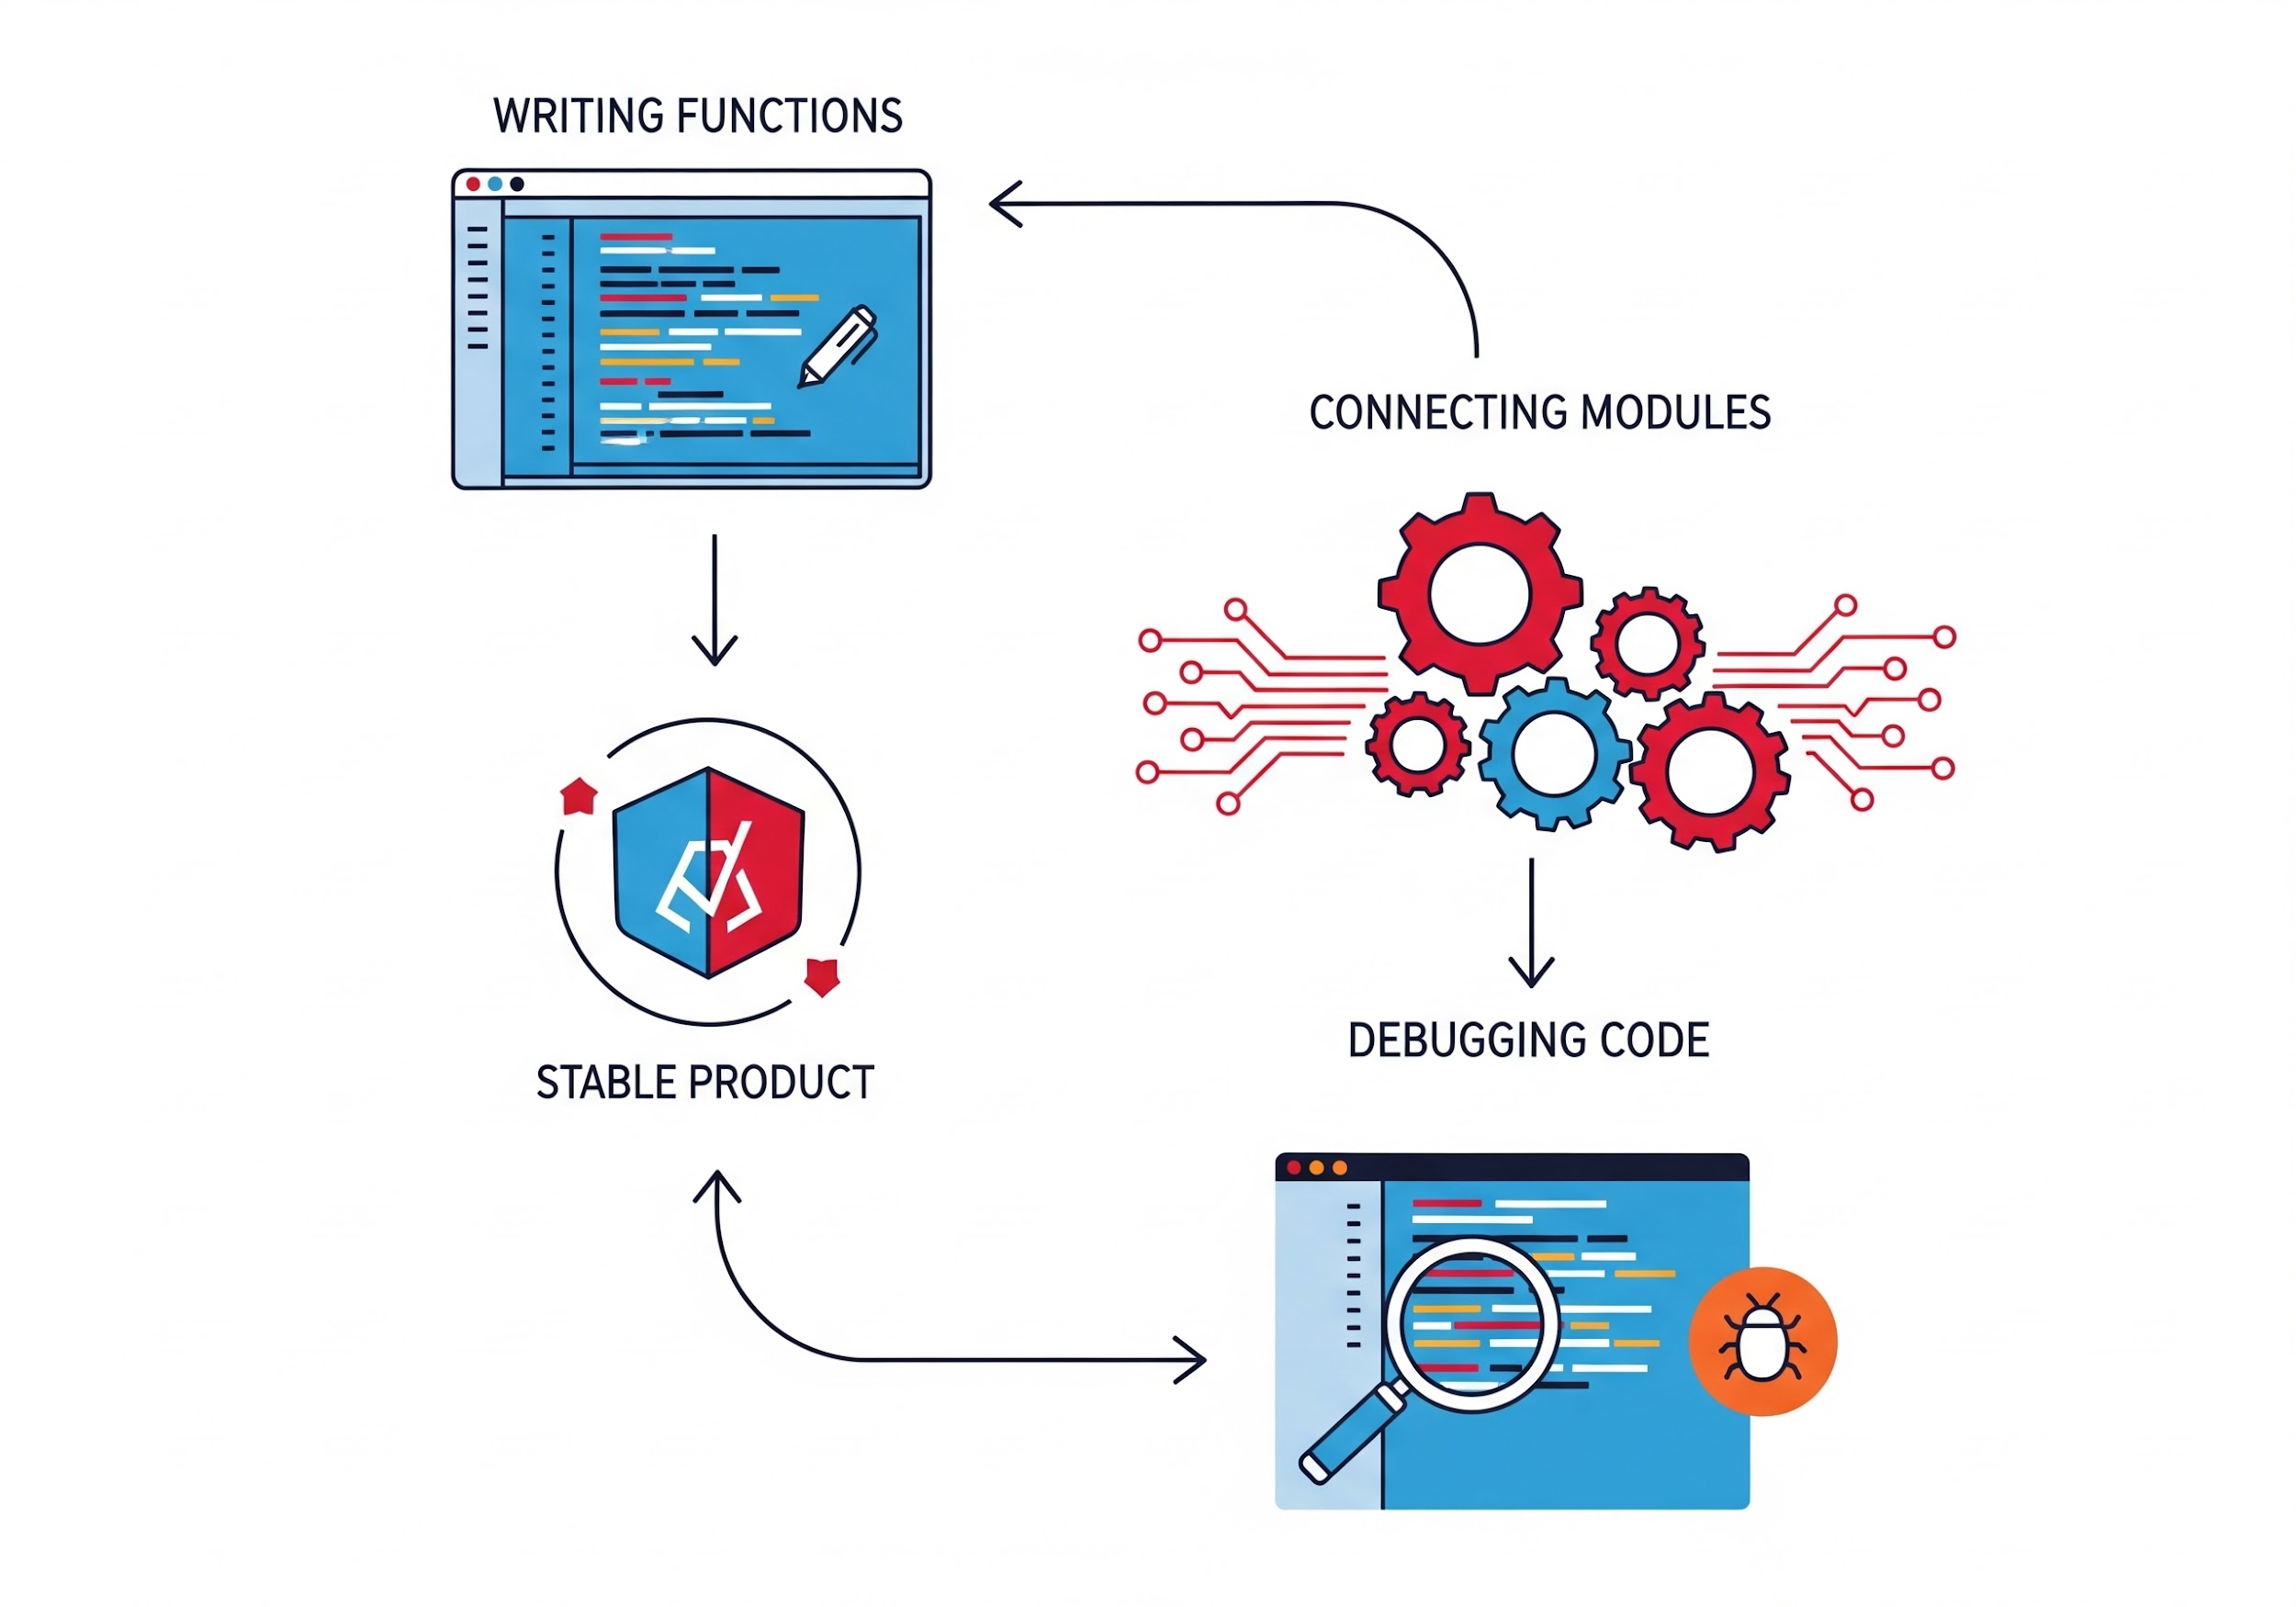 WRITING FUNCTIONS
CONNECTING MODULES
STABLE PRODUCT
DEBUGGING CODE